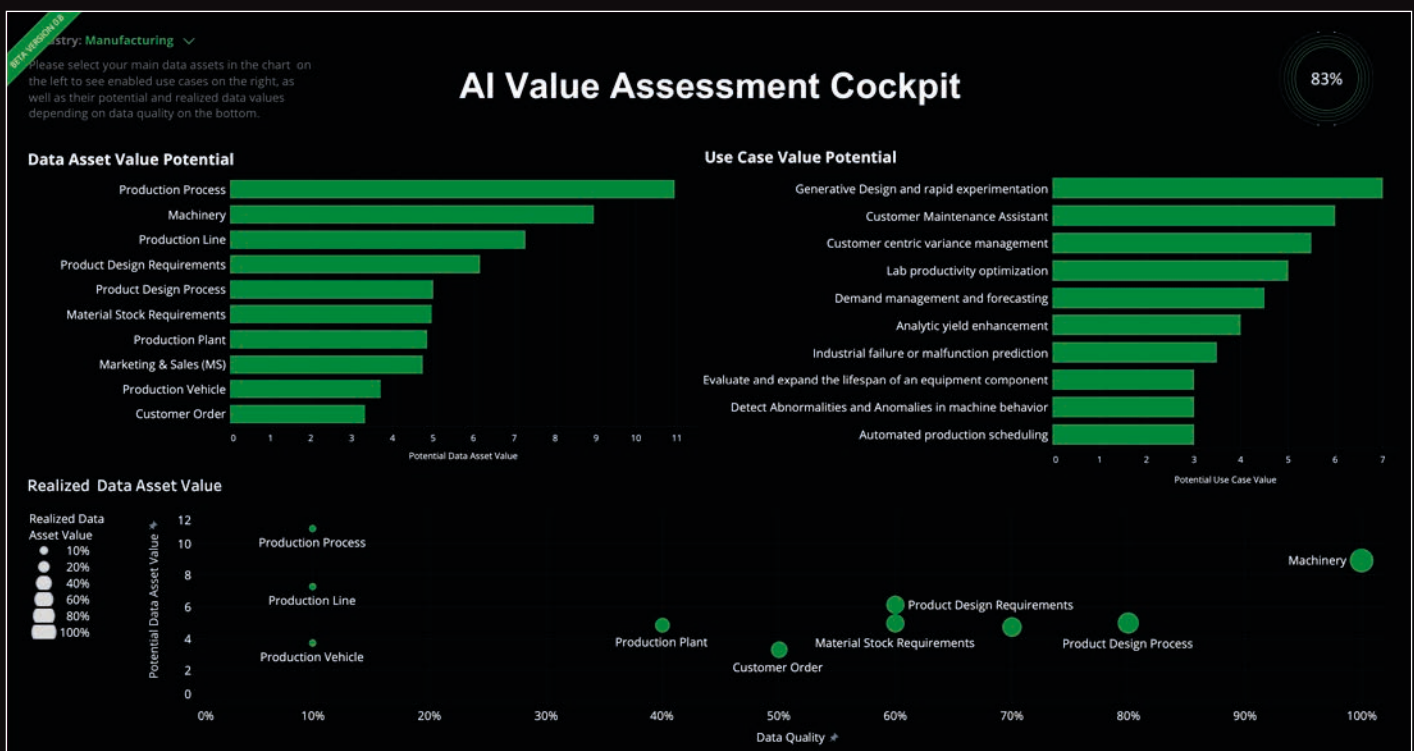 BETA VERSION 0.8
stry: Manufacturing
Please select your main data assets in the chart on
the left to see enabled use cases on the right, as
well as their potential and realized data values
depending on data quality on the bottom.
AI Value Assessment Cockpit
83%
Data Asset Value Potential
Production Process
Machinery
Production Line
Product Design Requirements
Product Design Process
Material Stock Requirements
Production Plant
Marketing & Sales (MS)
Production Vehicle
Customer Order
0 1 2 3 4 5 6 7 8 9 10 11
Potential Data Asset Value
Use Case Value Potential
Generative Design and rapid experimentation
Customer Maintenance Assistant
Customer centric variance management
Lab productivity optimization
Demand management and forecasting
Analytic yield enhancement
Industrial failure or malfunction prediction
Evaluate and expand the lifespan of an equipment component
Detect Abnormalities and Anomalies in machine behavior
Automated production scheduling
0 1 2 3 4 5 6 7
Potential Use Case Value
Realized Data Asset Value
Realized Data
Asset Value
10%
20%
40%
60%
80%
100%
Potential Data Asset Value
12
10
8
6
4
2
0
Production Process
Production Line
Production Vehicle
Production Plant
Customer Order
Product Design Requirements
Material Stock Requirements
Product Design Process
Machinery
0% 10% 20% 30% 40% 50% 60% 70% 80% 90% 100%
Data Quality